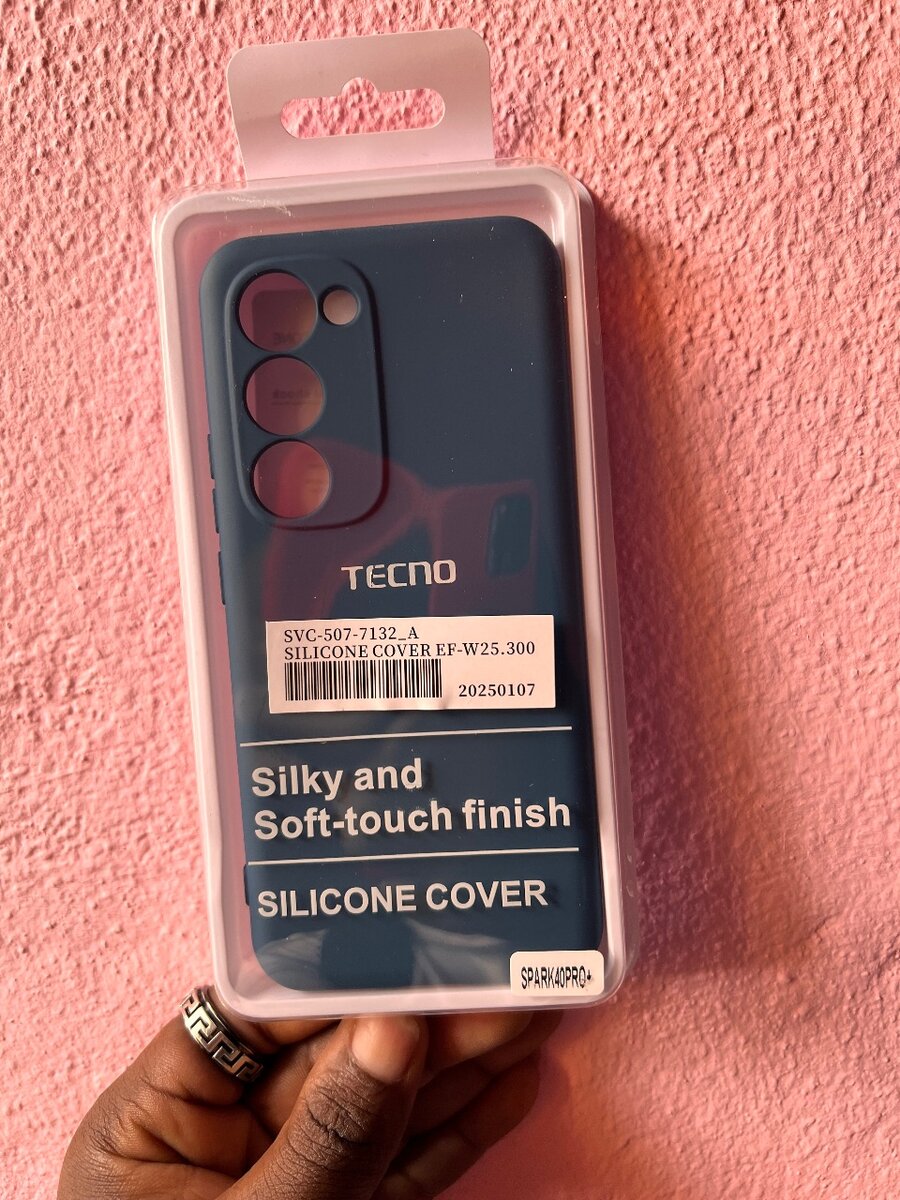 TECNO
SVC-507-7132_A
SILICONE COVER EF-W25.300
20250107
Silky and
Soft-touch finish
SILICONE COVER
SPARK40PRO+